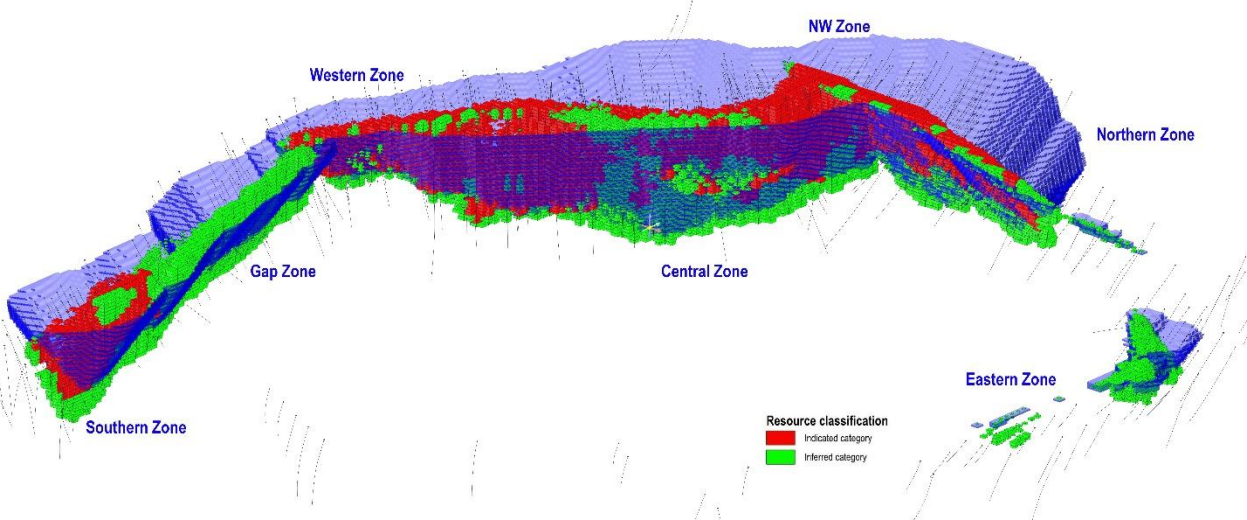 NW Zone
Western Zone
Northern Zone
Gap Zone
Central Zone
Eastern Zone
Southern Zone
Resource classification
Indicated category
Inferred category